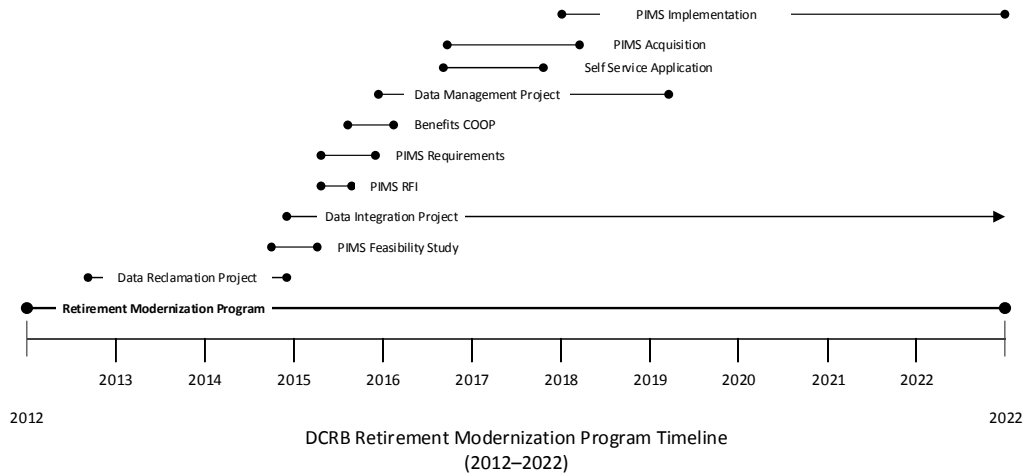 PIMS Implementation
PIMS Acquisition
Self Service Application
Data Management Project
Benefits COOP
PIMS Requirements
PIMS RFI
Data Integration Project
PIMS Feasibility Study
Data Reclamation Project
Retirement Modernization Program
2013 2014 2015 2016 2017 2018 2019 2020 2021 2022
2012 2022
DCRB Retirement Modernization Program Timeline
(2012–2022)